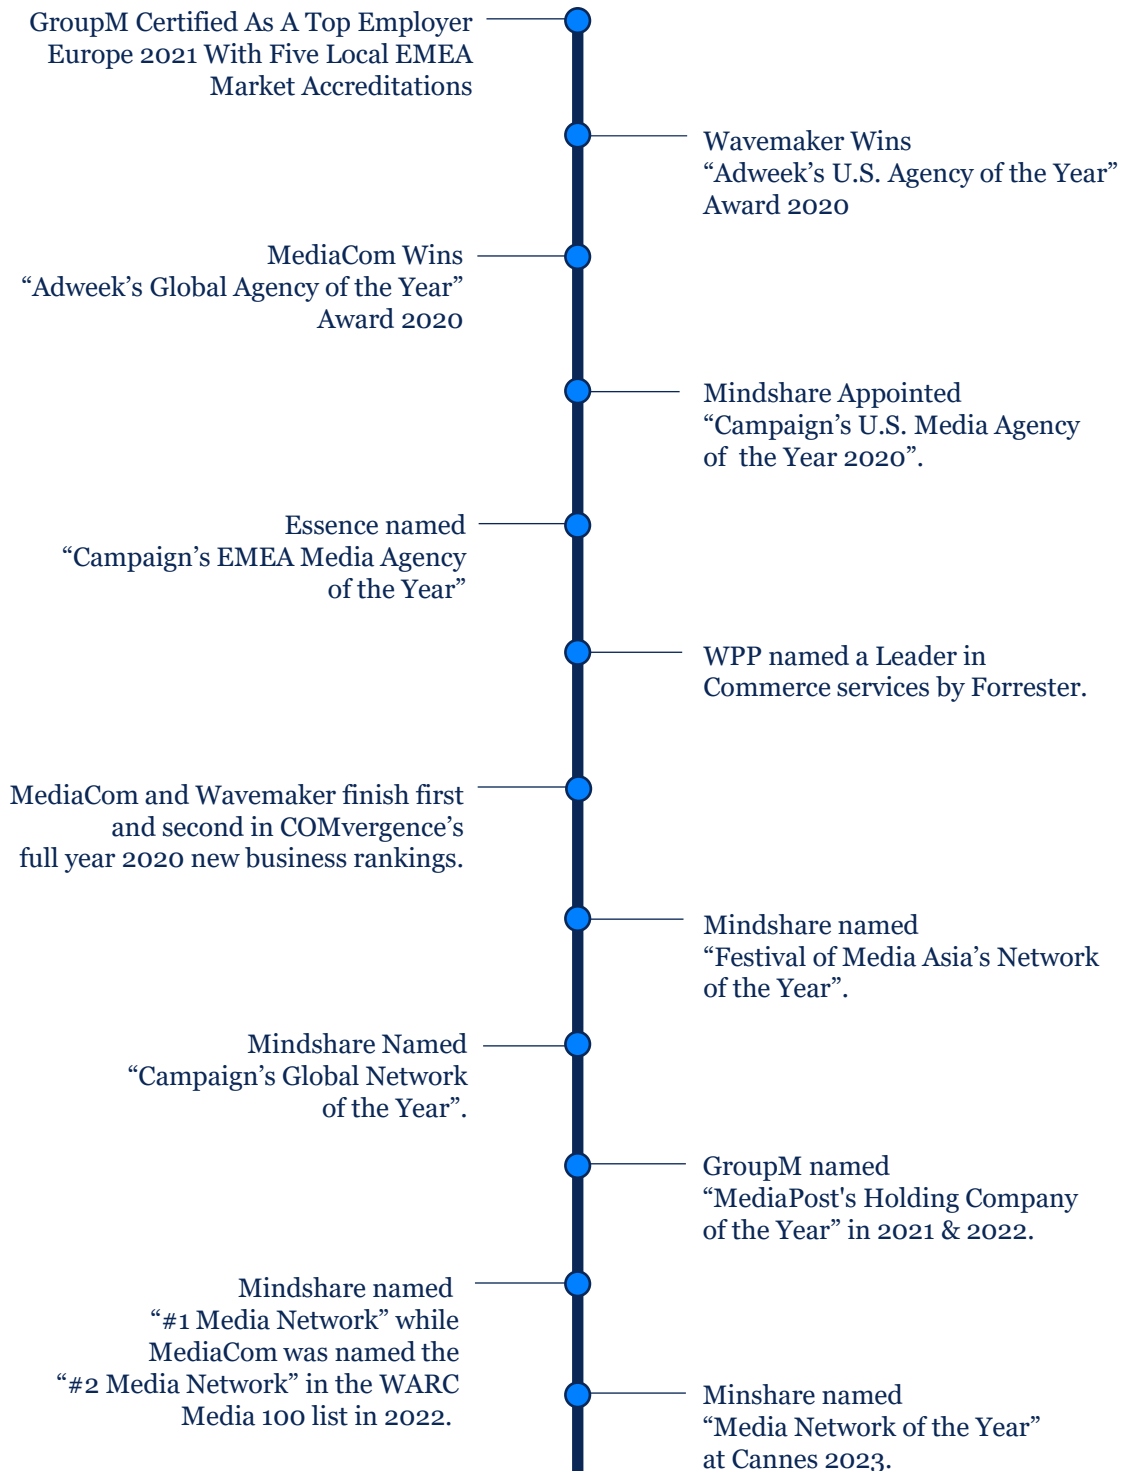 GroupM Certified As A Top Employer
Europe 2021 With Five Local EMEA
Market Accreditations
Wavemaker Wins
“Adweek’s U.S. Agency of the Year”
Award 2020
MediaCom Wins
“Adweek’s Global Agency of the Year”
Award 2020
Mindshare Appointed
“Campaign’s U.S. Media Agency
of  the Year 2020”.
Essence named
“Campaign’s EMEA Media Agency
of the Year”
WPP named a Leader in
Commerce services by Forrester.
MediaCom and Wavemaker finish first
and second in COMvergence’s
full year 2020 new business rankings.
Mindshare named
“Festival of Media Asia’s Network
of the Year”.
Mindshare Named
“Campaign’s Global Network
of the Year”.
GroupM named
“MediaPost's Holding Company
of the Year” in 2021 & 2022.
Mindshare named
“#1 Media Network” while
MediaCom was named the
“#2 Media Network” in the WARC
Media 100 list in 2022.
Minshare named
“Media Network of the Year”
at Cannes 2023.